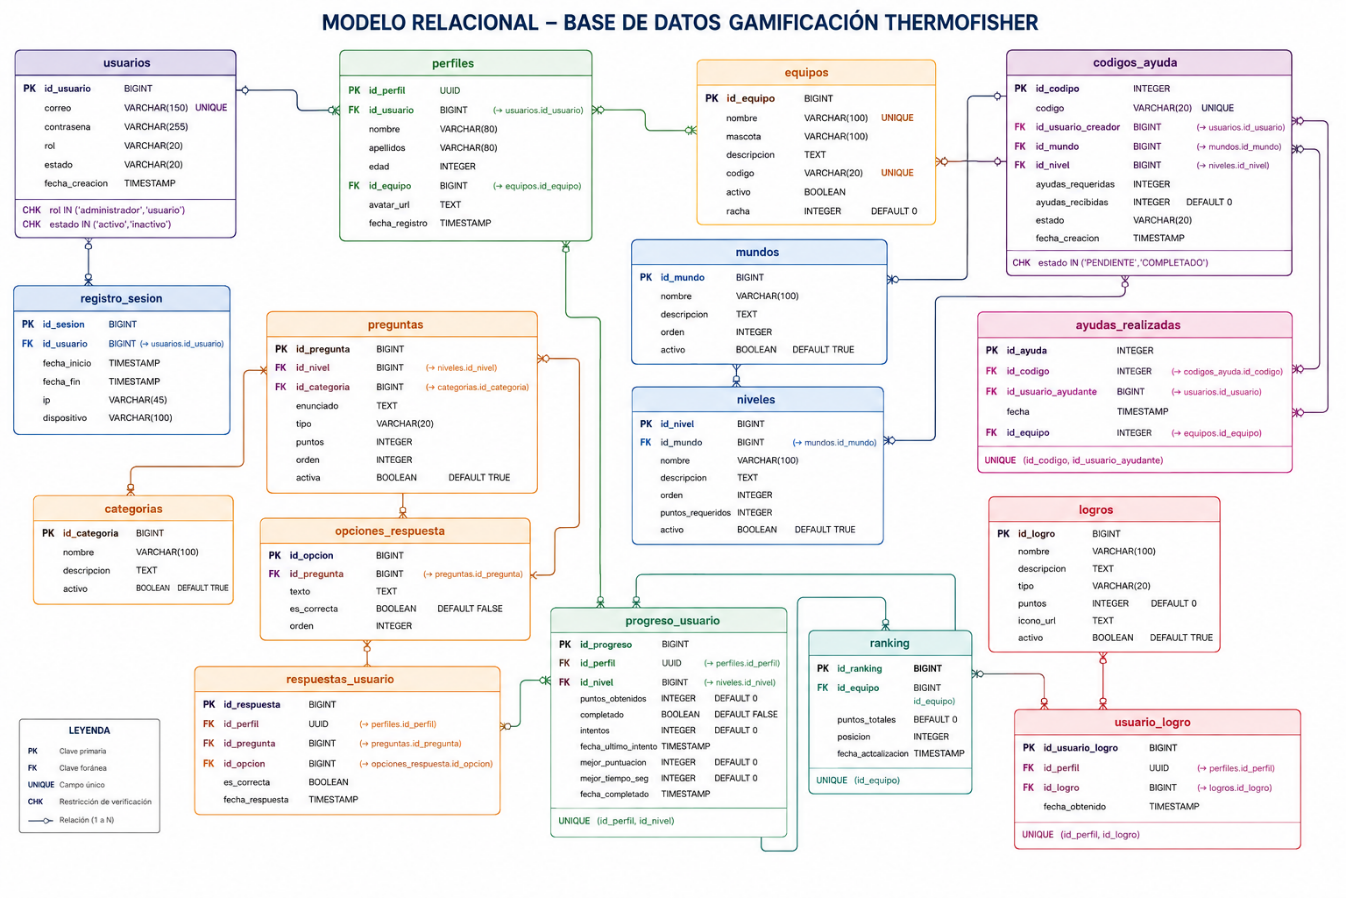 MODELO RELACIONAL – BASE DE DATOS GAMIFICACIÓN THERMOFISHER
usuarios
PK id_usuario BIGINT
correo VARCHAR(150) UNIQUE
contrasena VARCHAR(255)
rol VARCHAR(20)
estado VARCHAR(20)
fecha_creacion TIMESTAMP
CHK rol IN ('administrador','usuario')
CHK estado IN ('activo','inactivo')
perfiles
PK id_perfil UUID
FK id_usuario BIGINT (→ usuarios.id_usuario)
nombre VARCHAR(80)
apellidos VARCHAR(80)
edad INTEGER
FK id_equipo BIGINT (→ equipos.id_equipo)
avatar_url TEXT
fecha_registro TIMESTAMP
equipos
PK id_equipo BIGINT
nombre VARCHAR(100) UNIQUE
mascota VARCHAR(100)
descripcion TEXT
codigo VARCHAR(20) UNIQUE
activo BOOLEAN
racha INTEGER DEFAULT 0
codigos_ayuda
PK id_codipo INTEGER
codigo VARCHAR(20) UNIQUE
FK id_usuario_creador BIGINT (→ usuarios.id_usuario)
FK id_mundo BIGINT (→ mundos.id_mundo)
FK id_nivel BIGINT (→ niveles.id_nivel)
ayudas_requeridas INTEGER
ayudas_recibidas INTEGER DEFAULT 0
estado VARCHAR(20)
fecha_creacion TIMESTAMP
CHK estado IN ('PENDIENTE','COMPLETADO')
registro_sesion
PK id_sesion BIGINT
FK id_usuario BIGINT (→ usuarios.id_usuario)
fecha_inicio TIMESTAMP
fecha_fin TIMESTAMP
ip VARCHAR(45)
dispositivo VARCHAR(100)
preguntas
PK id_pregunta BIGINT
FK id_nivel BIGINT (→ niveles.id_nivel)
FK id_categoria BIGINT (→ categorias.id_categoria)
enunciado TEXT
tipo VARCHAR(20)
puntos INTEGER
orden INTEGER
activa BOOLEAN DEFAULT TRUE
mundos
PK id_mundo BIGINT
nombre VARCHAR(100)
descripcion TEXT
orden INTEGER
activo BOOLEAN DEFAULT TRUE
ayudas_realizadas
PK id_ayuda INTEGER
FK id_codigo INTEGER (→ codigos_ayuda.id_codigo)
FK id_usuario_ayudante BIGINT (→ usuarios.id_usuario)
fecha TIMESTAMP
FK id_equipo INTEGER (→ equipos.id_equipo)
UNIQUE (id_codigo, id_usuario_ayudante)
niveles
PK id_nivel BIGINT
FK id_mundo BIGINT (→ mundos.id_mundo)
nombre VARCHAR(100)
descripcion TEXT
orden INTEGER
puntos_requeridos INTEGER
activo BOOLEAN DEFAULT TRUE
categorias
PK id_categoria BIGINT
nombre VARCHAR(100)
descripcion TEXT
activo BOOLEAN DEFAULT TRUE
opciones_respuesta
PK id_opcion BIGINT
FK id_pregunta BIGINT (→ preguntas.id_pregunta)
texto TEXT
es_correcta BOOLEAN DEFAULT FALSE
orden INTEGER
logros
PK id_logro BIGINT
nombre VARCHAR(100)
descripcion TEXT
tipo VARCHAR(20)
puntos INTEGER DEFAULT 0
icono_url TEXT
activo BOOLEAN DEFAULT TRUE
progreso_usuario
PK id_progreso BIGINT
FK id_perfil UUID (→ perfiles.id_perfil)
FK id_nivel BIGINT (→ niveles.id_nivel)
puntos_obtenidos INTEGER DEFAULT 0
completado BOOLEAN DEFAULT FALSE
intentos INTEGER DEFAULT 0
fecha_ultimo_intento TIMESTAMP
mejor_puntuacion INTEGER DEFAULT 0
mejor_tiempo_seg INTEGER DEFAULT 0
fecha_completado TIMESTAMP
UNIQUE (id_perfil, id_nivel)
ranking
PK id_ranking BIGINT
FK id_equipo BIGINT
id_equipo)
puntos_totales BEFAULT 0
posicion INTEGER
fecha_actcalizacion TIMESTAMP
UNIQUE (id_equipo)
respuestas_usuario
PK id_respuesta BIGINT
FK id_perfil UUID (→ perfiles.id_perfil)
FK id_pregunta BIGINT (→ preguntas.id_pregunta)
FK id_opcion BIGINT (→ opciones_respuesta.id_opcion)
es_correcta BOOLEAN
fecha_respuesta TIMESTAMP
usuario_logro
PK id_usuario_logro BIGINT
FK id_perfil UUID (→ perfiles.id_perfil)
FK id_logro BIGINT (→ logros.id_logro)
fecha_obtenido TIMESTAMP
UNIQUE (id_perfil, id_logro)
LEYENDA
PK Clave primaria
FK Clave foránea
UNIQUE Campo único
CHK Restricción de verificación
Relación (1 a N)